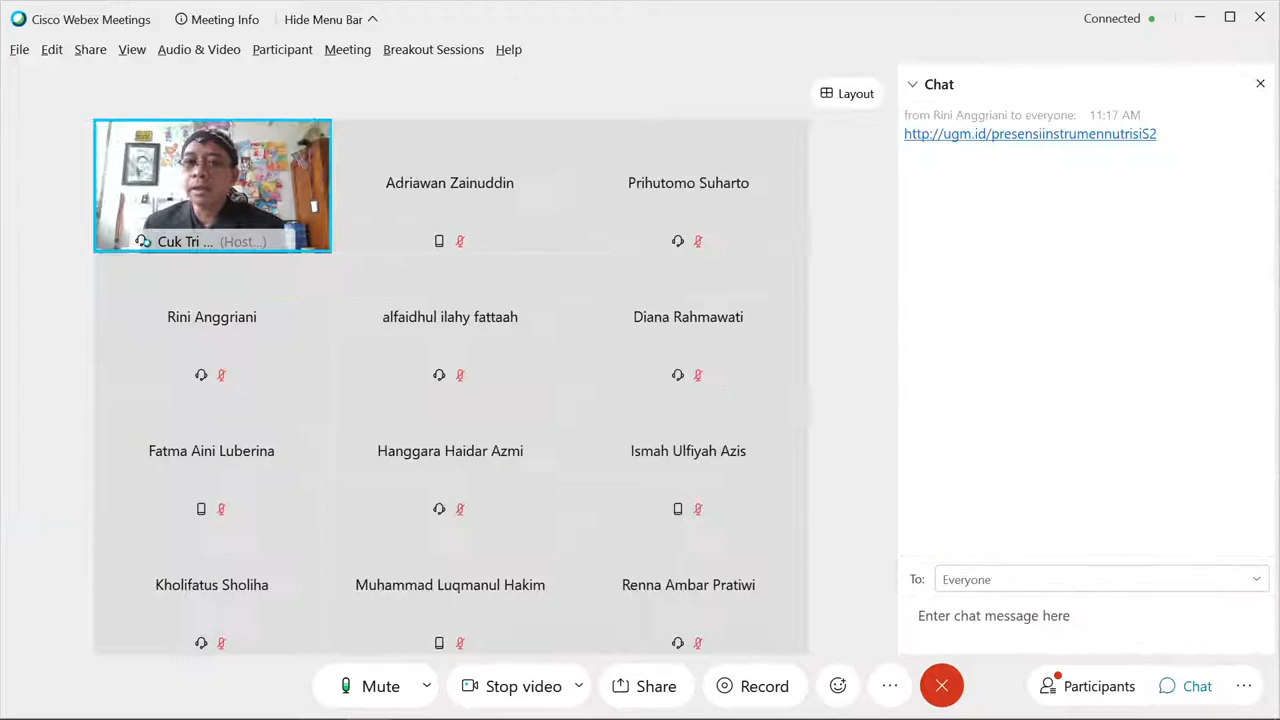 Cisco Webex Meetings
Meeting Info
Hide Menu Bar
Connected
File Edit Share View Audio & Video Participant Meeting Breakout Sessions Help
Layout
Chat
from Rini Anggriani to everyone: 11:17 AM
http://ugm.id/presensiinstrumennutrisiS2
Cuk Tri ... (Host...)
Adriawan Zainuddin
Prihutomo Suharto
Rini Anggriani
alfaidhul ilahy fattaah
Diana Rahmawati
Fatma Aini Luberina
Hanggara Haidar Azmi
Ismah Ulfiyah Azis
Kholifatus Sholiha
Muhammad Luqmanul Hakim
Renna Ambar Pratiwi
To: Everyone
Enter chat message here
Mute
Stop video
Share
Record
Participants
Chat